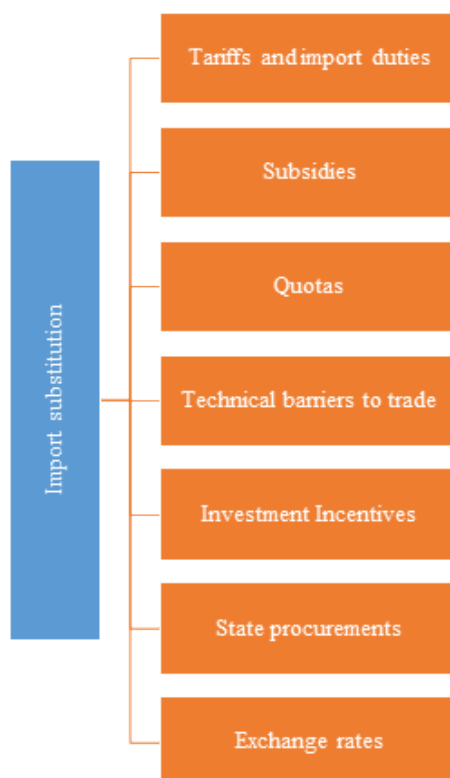 Import substitution
Tariffs and import duties
Subsidies
Quotas
Technical barriers to trade
Investment Incentives
State procurements
Exchange rates